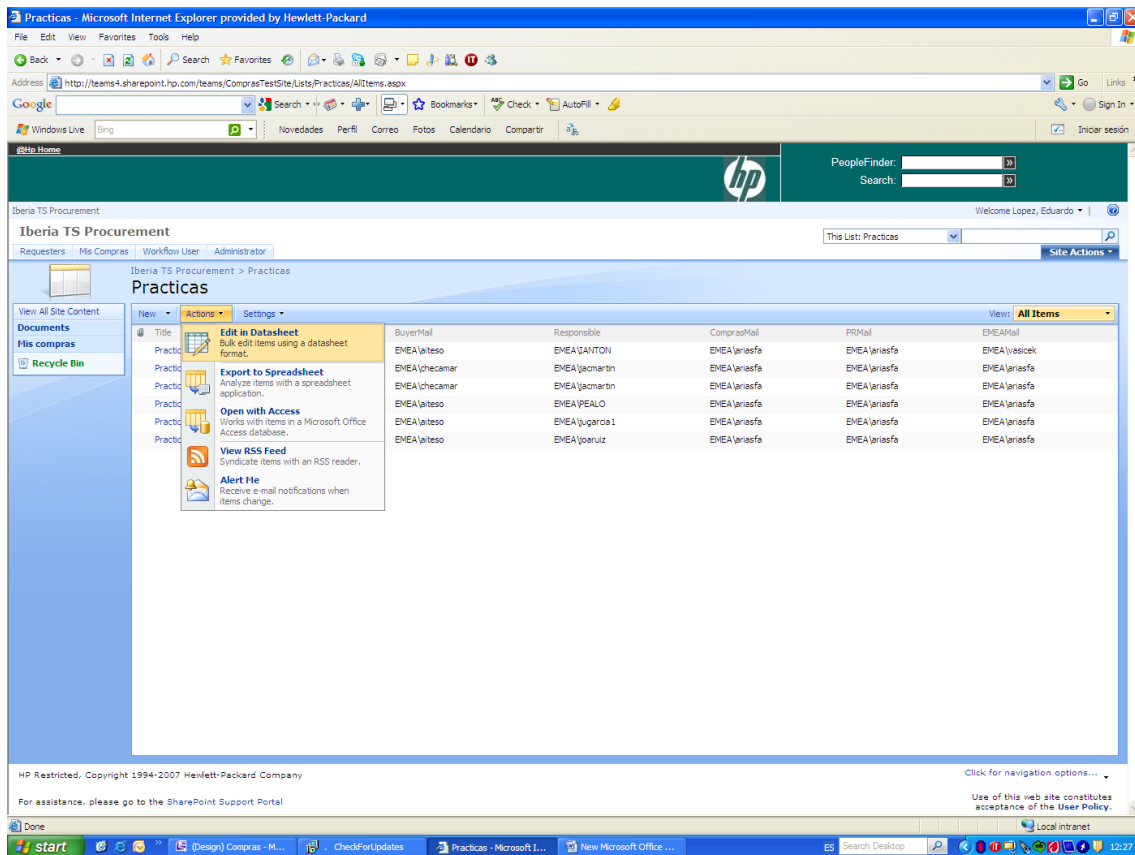 Practicas - Microsoft Internet Explorer provided by Hewlett-Packard
File Edit View Favorites Tools Help
Back Search Favorites
Address http://teams4.sharepoint.hp.com/teams/ComprasTestSite/Lists/Practicas/AllItems.aspx Go Links
Google Search Bookmarks Check AutoFill Sign In
Windows Live Bing Novedades Perfil Correo Fotos Calendario Compartir Iniciar sesión
@Hp Home
hp
PeopleFinder:
Search:
Iberia TS Procurement Welcome Lopez, Eduardo
Iberia TS Procurement This List: Practicas
Requesters Mis Compras Workflow User Administrator Site Actions
Iberia TS Procurement > Practicas
Practicas
View All Site Content
Documents
Mis compras
Recycle Bin
New Actions Settings View: All Items
Title BuyerMail Responsible ComprasMail PRMail EMEAMail
Practic EMEA\aiteso EMEA\IANTON EMEA\ariasfa EMEA\ariasfa EMEA\vasicek
Practic EMEA\checamar EMEA\jacmartin EMEA\ariasfa EMEA\ariasfa EMEA\ariasfa
Practic EMEA\checamar EMEA\jacmartin EMEA\ariasfa EMEA\ariasfa EMEA\ariasfa
Practic EMEA\aiteso EMEA\PEALO EMEA\ariasfa EMEA\ariasfa EMEA\ariasfa
Practic EMEA\aiteso EMEA\jugarcia1 EMEA\ariasfa EMEA\ariasfa EMEA\ariasfa
Practic EMEA\aiteso EMEA\joaruiz EMEA\ariasfa EMEA\ariasfa EMEA\ariasfa
Edit in Datasheet
Bulk edit items using a datasheet
format.
Export to Spreadsheet
Analyze items with a spreadsheet
application.
Open with Access
Works with items in a Microsoft Office
Access database.
View RSS Feed
Syndicate items with an RSS reader.
Alert Me
Receive e-mail notifications when
items change.
HP Restricted, Copyright 1994-2007 Hewlett-Packard Company Click for navigation options...
For assistance, please go to the SharePoint Support Portal
Use of this web site constitutes
acceptance of the User Policy.
Done Local intranet
start (Design) Compras - M... . CheckForUpdates Practicas - Microsoft I... New Microsoft Office ... ES Search Desktop 12:27